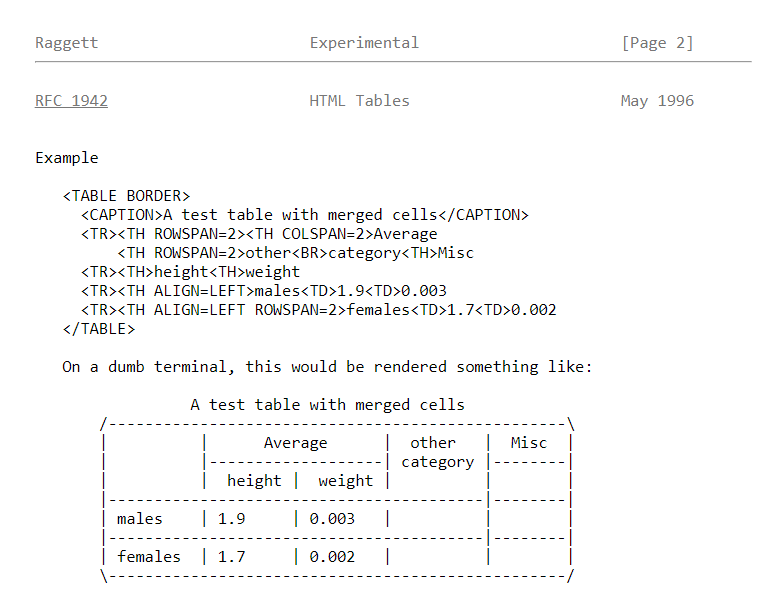 Raggett                       Experimental                      [Page 2]
RFC 1942                      HTML Tables                       May 1996
Example
   <TABLE BORDER>
     <CAPTION>A test table with merged cells</CAPTION>
     <TR><TH ROWSPAN=2><TH COLSPAN=2>Average
         <TH ROWSPAN=2>other<BR>category<TH>Misc
     <TR><TH>height<TH>weight
     <TR><TH ALIGN=LEFT>males<TD>1.9<TD>0.003
     <TR><TH ALIGN=LEFT ROWSPAN=2>females<TD>1.7<TD>0.002
   </TABLE>
   On a dumb terminal, this would be rendered something like:
                 A test table with merged cells
       /--------------------------------------------------\
       |          |      Average      |  other   |  Misc  |
       |          |-------------------| category |--------|
       |          |  height |  weight |          |        |
       |-----------------------------------------|--------|
       | males    | 1.9     | 0.003   |          |        |
       |-----------------------------------------|--------|
       | females  | 1.7     | 0.002   |          |        |
       \--------------------------------------------------/